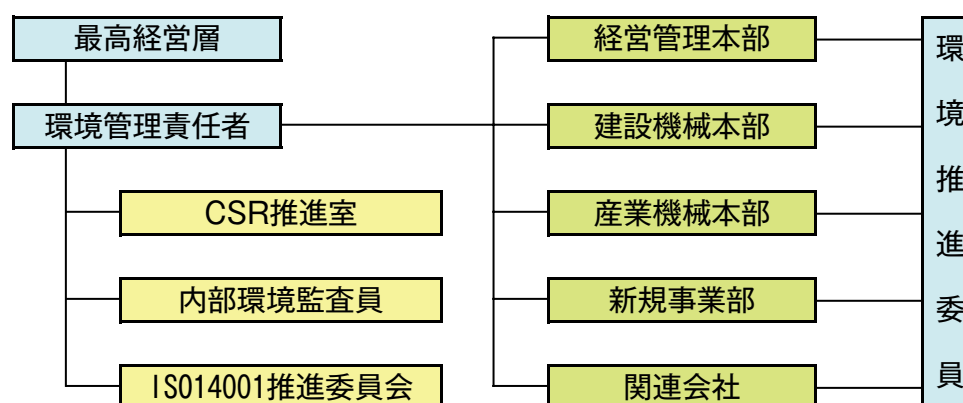 最高経営層
環境管理責任者
CSR推進室
内部環境監査員
ISO14001推進委員会
経営管理本部
建設機械本部
産業機械本部
新規事業部
関連会社
環境推進委員